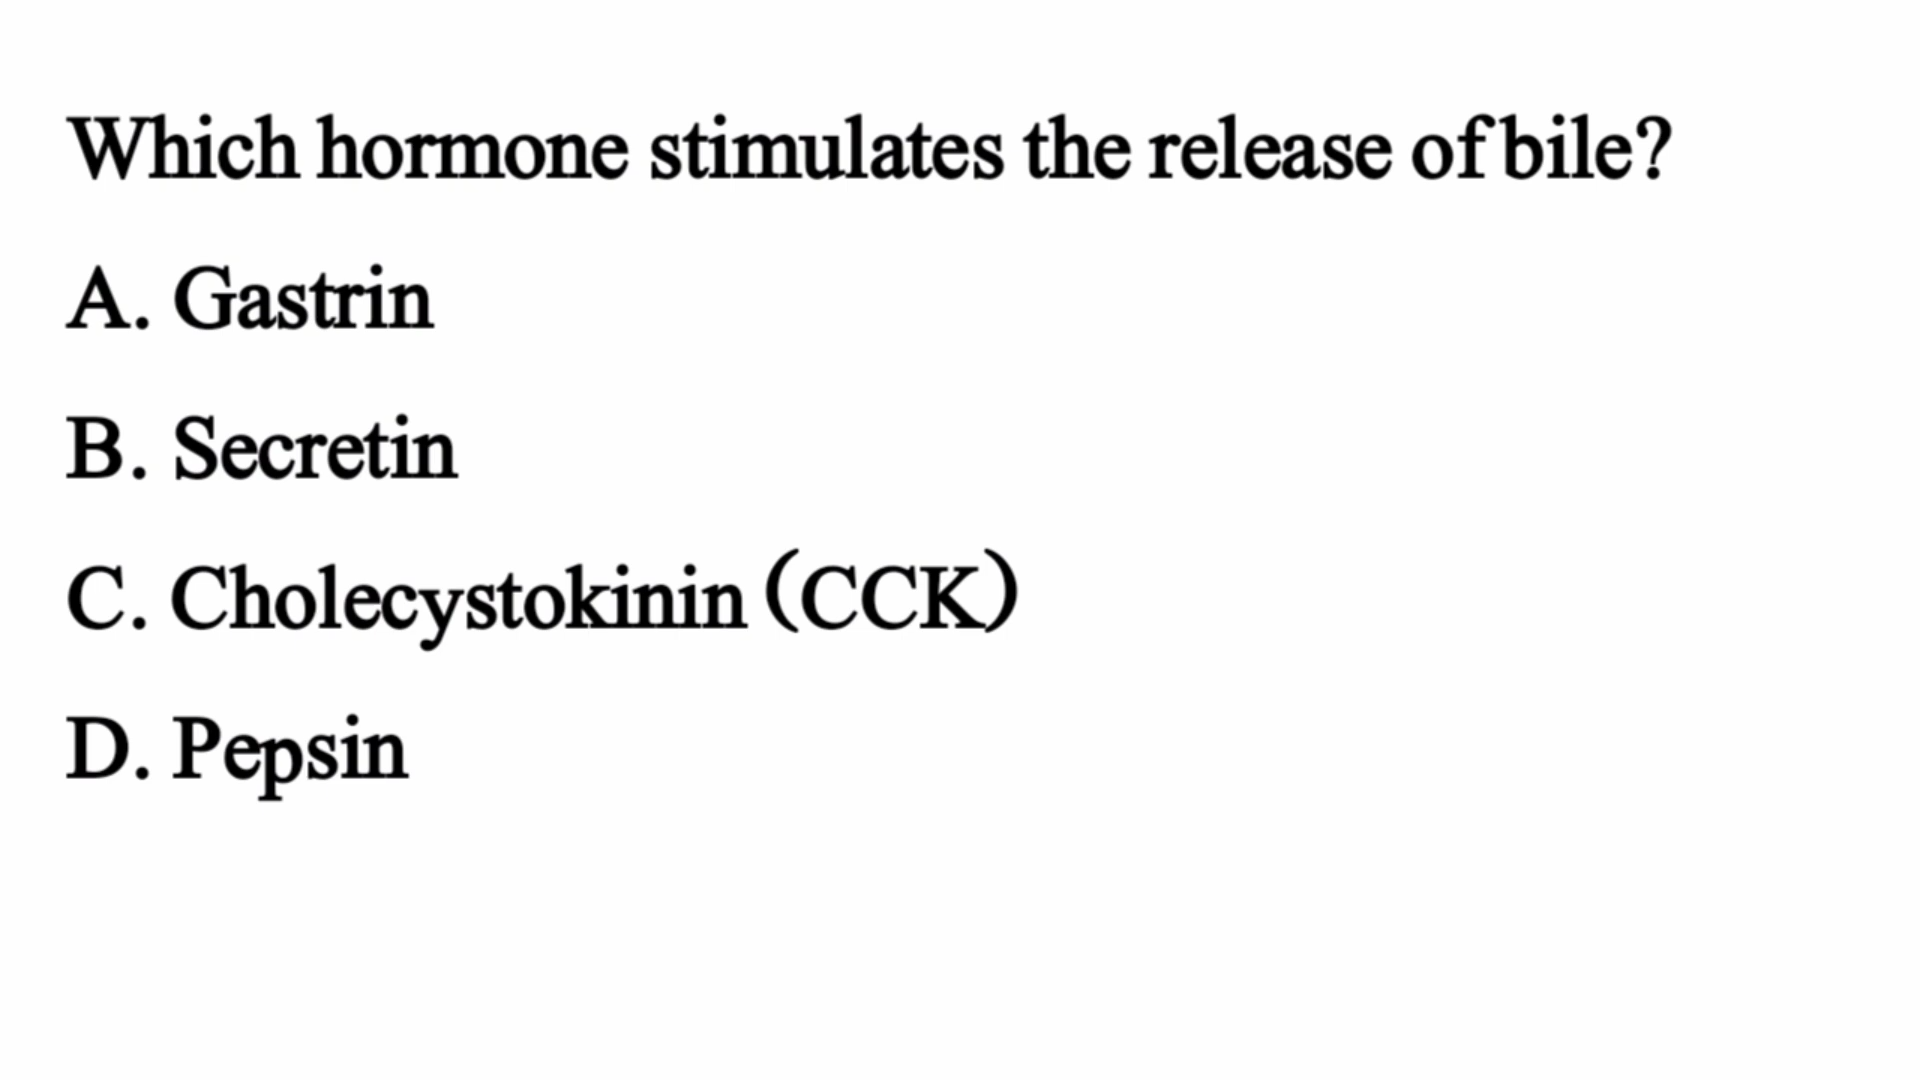 Which hormone stimulates the release of bile?
A. Gastrin
B. Secretin
C. Cholecystokinin (CCK)
D. Pepsin